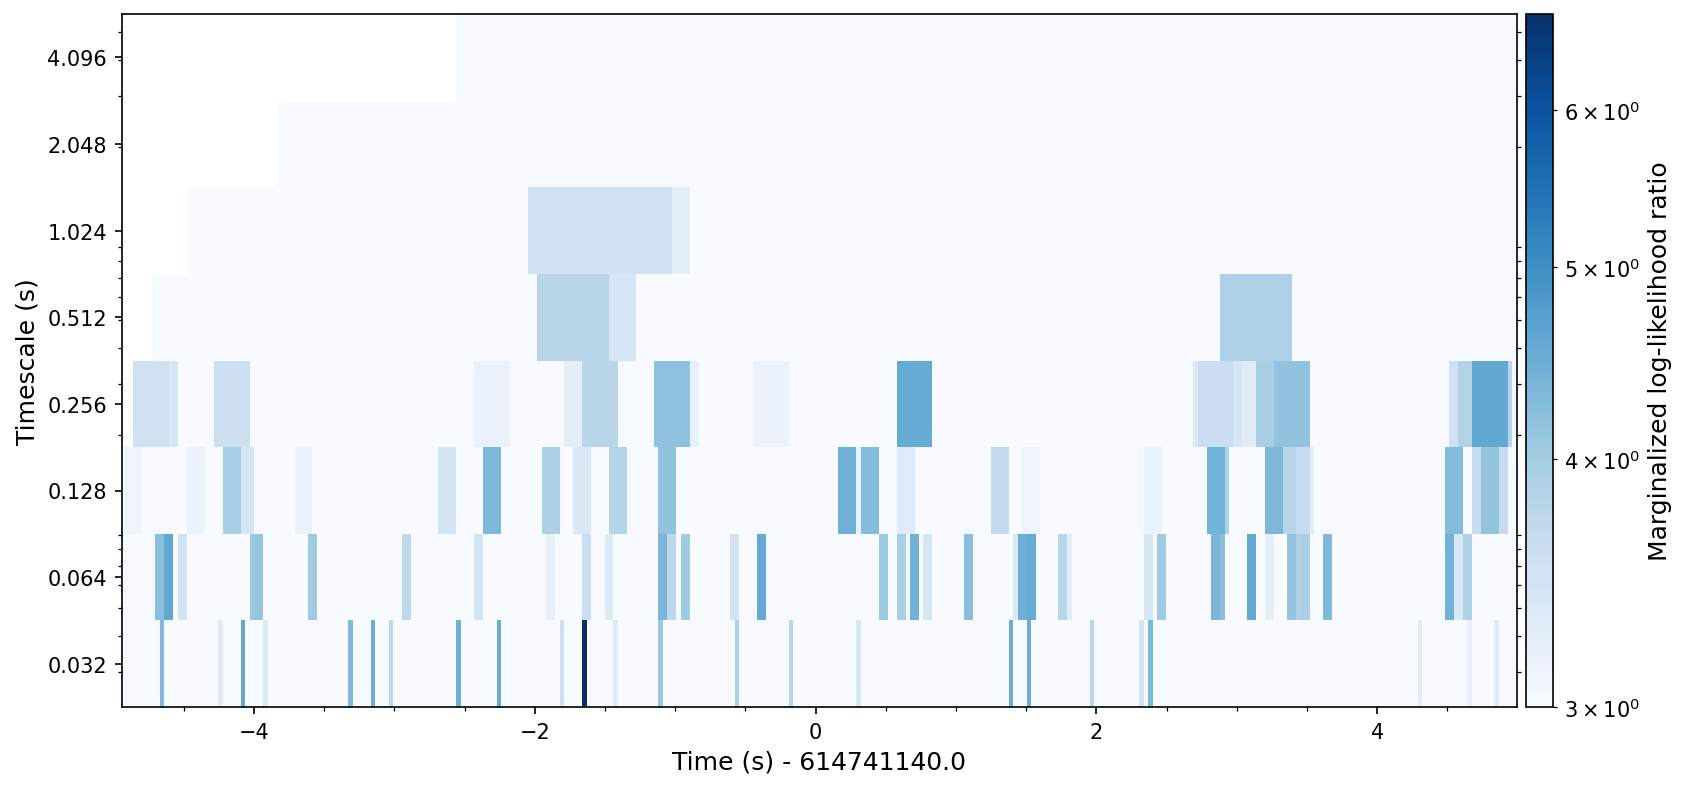 4.096
2.048
1.024
0.512
0.256
0.128
0.064
0.032
Timescale (s)
−4
−2
0
2
4
Time (s) - 614741140.0
6 × 10⁰
5 × 10⁰
4 × 10⁰
3 × 10⁰
Marginalized log-likelihood ratio